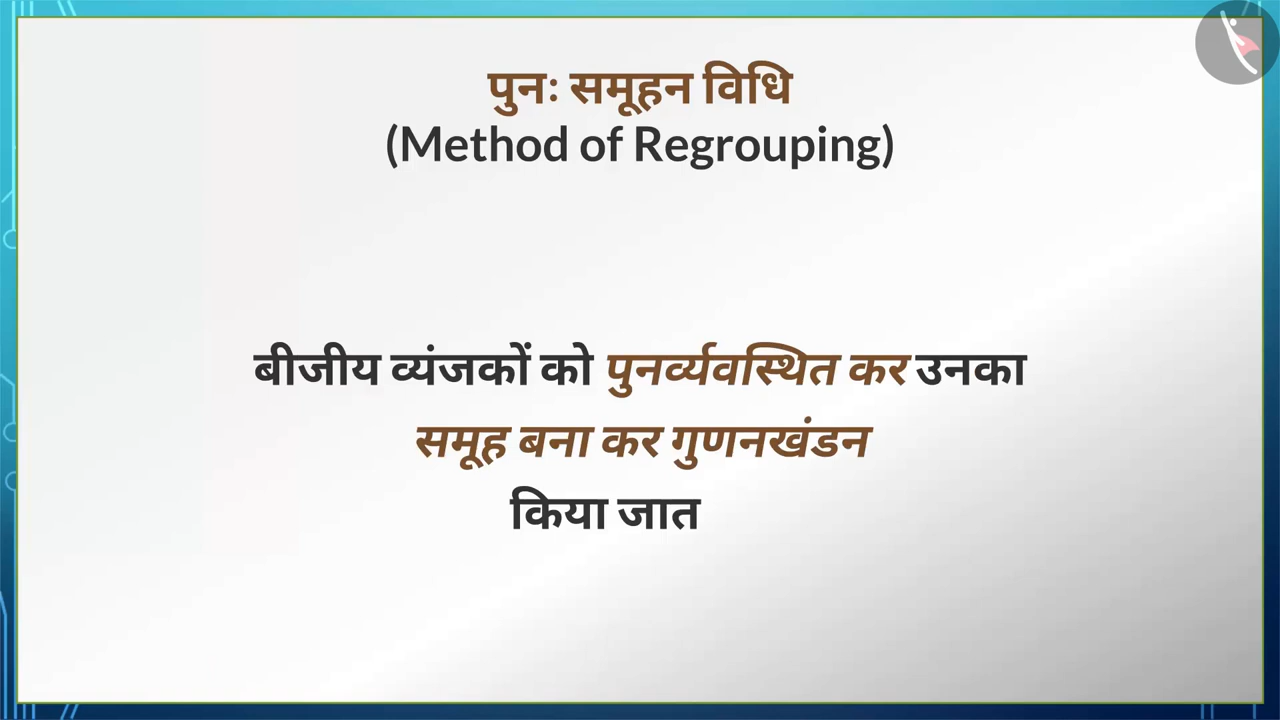 पुनः समूहन विधि
(Method of Regrouping)
बीजीय व्यंजकों को पुनर्व्यवस्थित कर उनका
समूह बना कर गुणनखंडन
किया जात